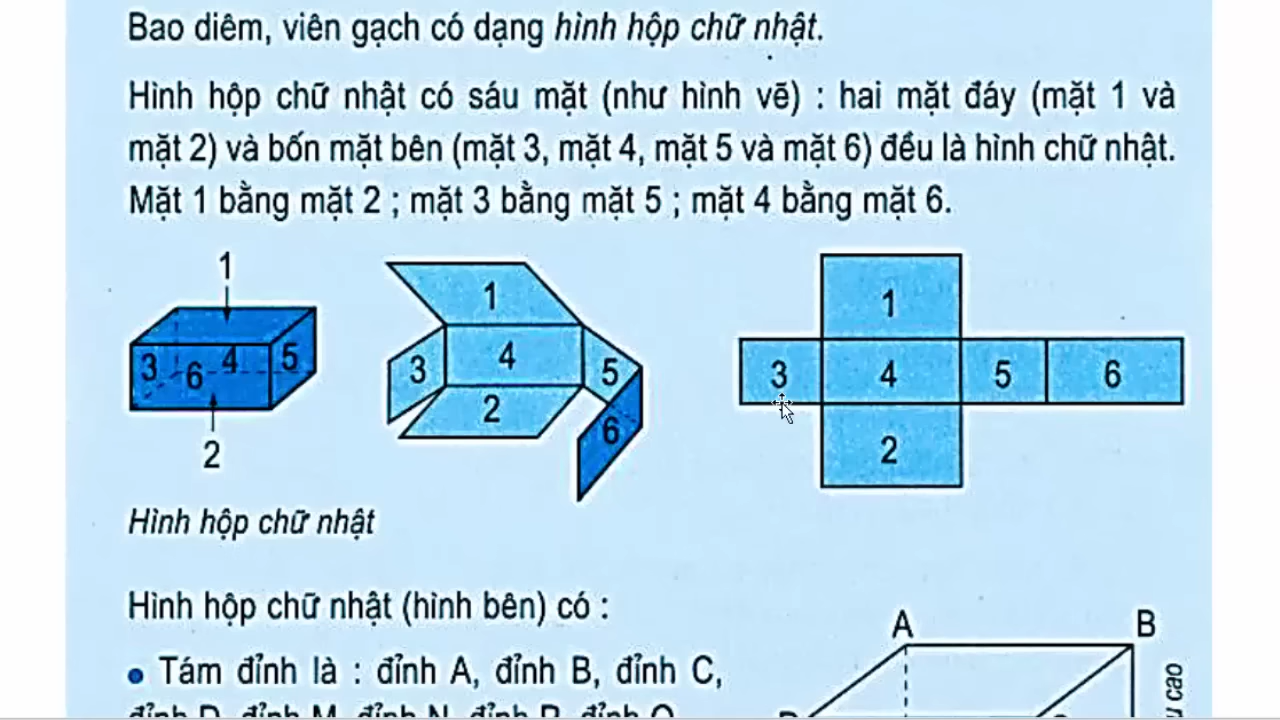 Bao diêm, viên gạch có dạng hình hộp chữ nhật.
Hình hộp chữ nhật có sáu mặt (như hình vẽ) : hai mặt đáy (mặt 1 và
mặt 2) và bốn mặt bên (mặt 3, mặt 4, mặt 5 và mặt 6) đều là hình chữ nhật.
Mặt 1 bằng mặt 2 ; mặt 3 bằng mặt 5 ; mặt 4 bằng mặt 6.
1
3 6 4 5
2
1
3 4 5
2
6
1
3 4 5 6
2
Hình hộp chữ nhật
Hình hộp chữ nhật (hình bên) có :
• Tám đỉnh là : đỉnh A, đỉnh B, đỉnh C,
đỉnh D, đỉnh M, đỉnh N, đỉnh P, đỉnh Q
A B
cao